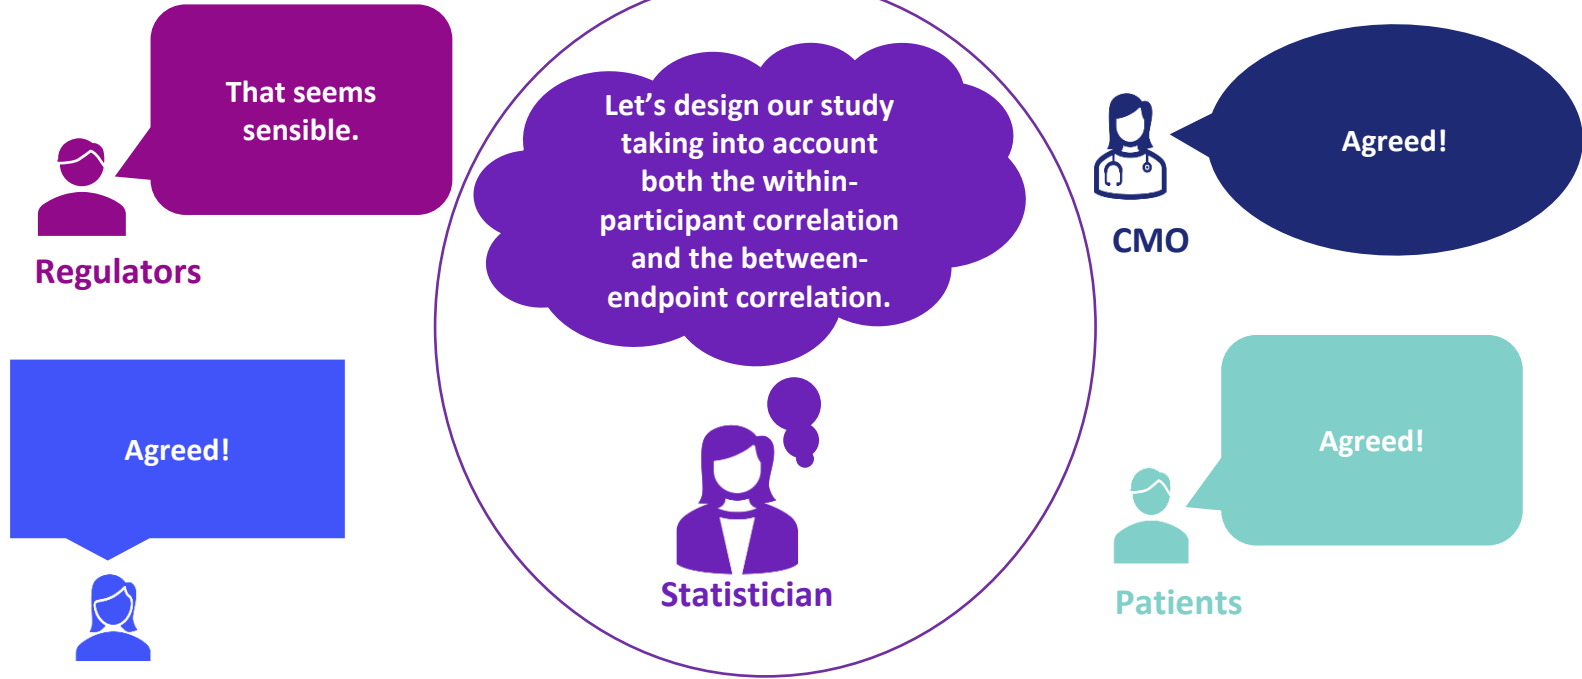 That seems
sensible.
Regulators
Let’s design our study
taking into account
both the within-
participant correlation
and the between-
endpoint correlation.
Statistician
Agreed!
CMO
Agreed!
Agreed!
Patients